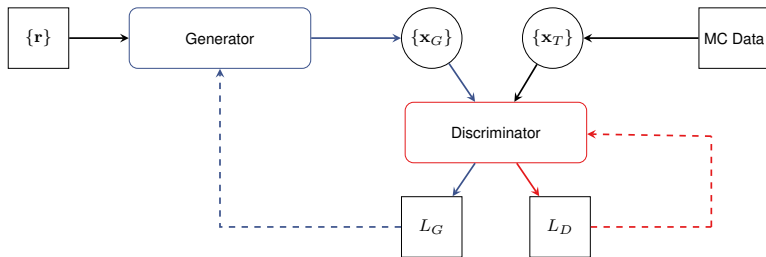 {r}
Generator
{x_G}
{x_T}
MC Data
Discriminator
L_G
L_D